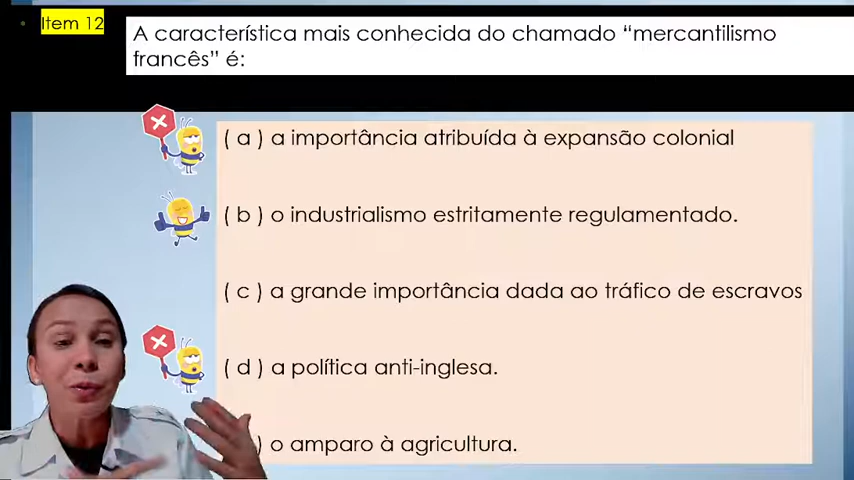 Item 12
A característica mais conhecida do chamado “mercantilismo
francês” é:
( a ) a importância atribuída à expansão colonial
( b ) o industrialismo estritamente regulamentado.
( c ) a grande importância dada ao tráfico de escravos
( d ) a política anti-inglesa.
) o amparo à agricultura.